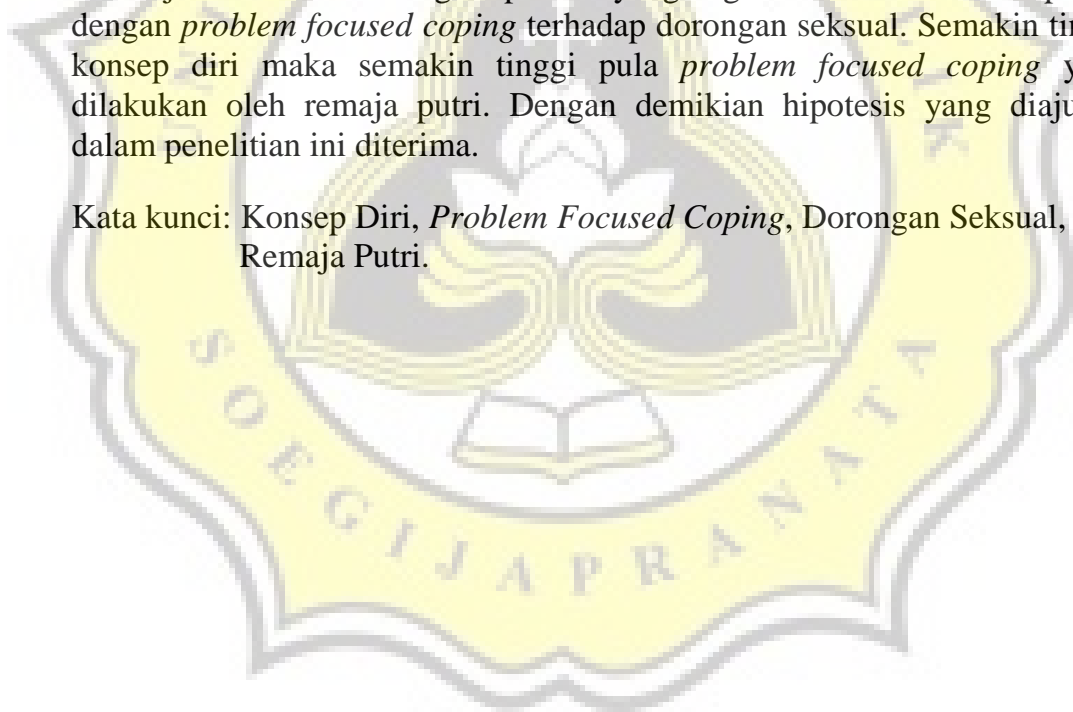 dengan problem focused coping terhadap dorongan seksual. Semakin
konsep diri maka semakin tinggi pula problem focused coping
dilakukan oleh remaja putri. Dengan demikian hipotesis yang
dalam penelitian ini diterima.
Kata kunci: Konsep Diri, Problem Focused Coping, Dorongan Seksual,
Remaja Putri.
SOEGIJAPRANATA